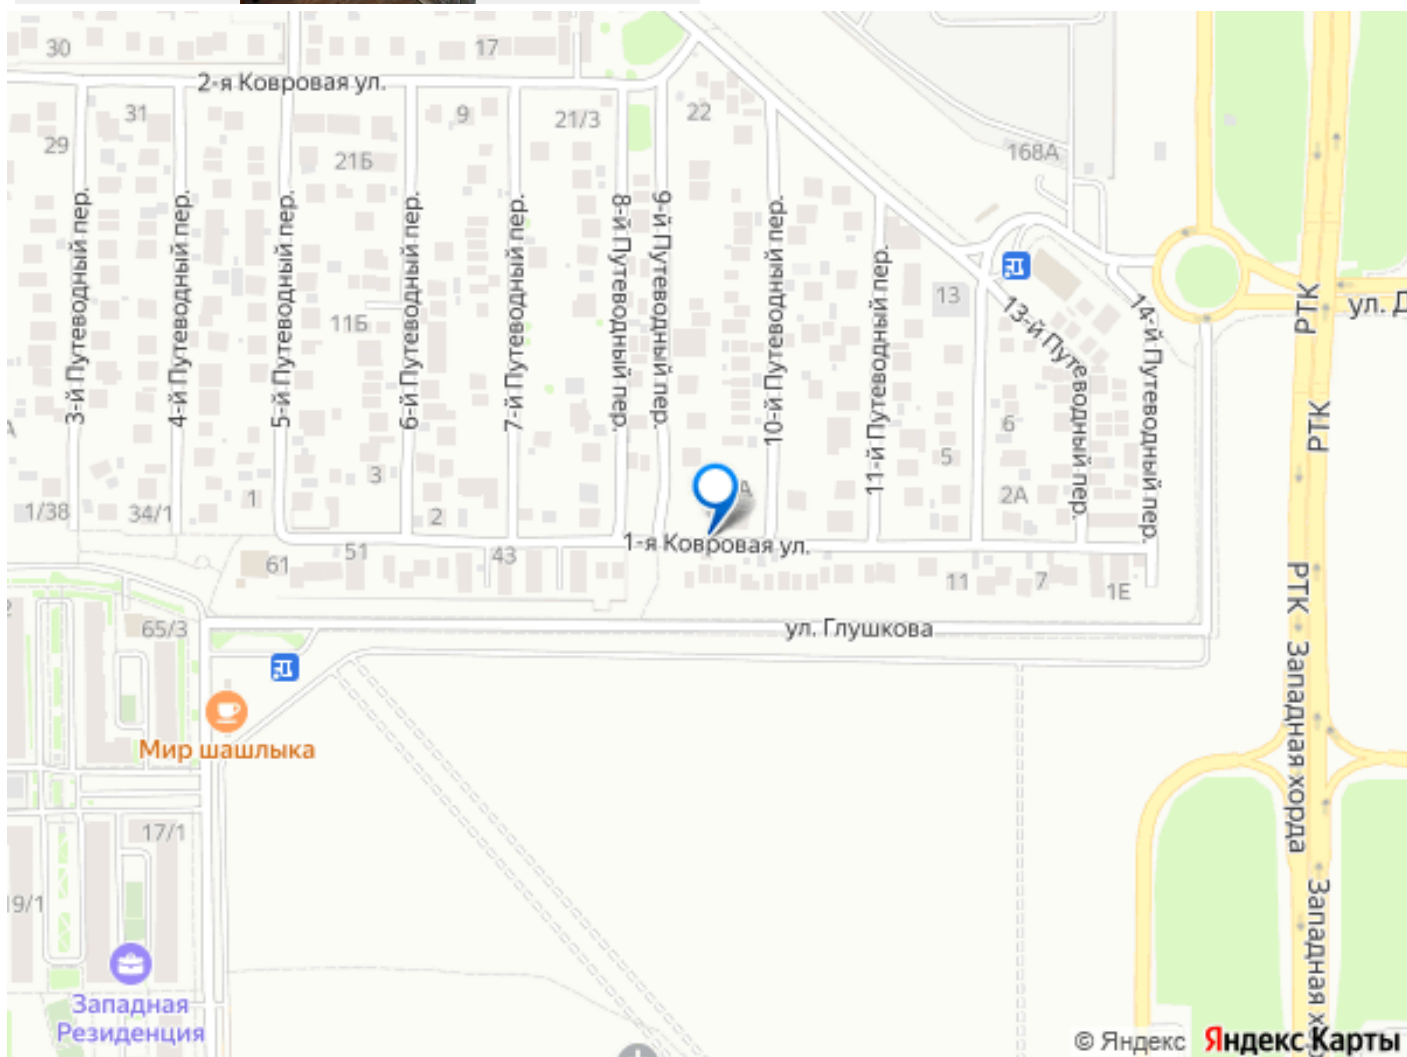 30
17
2-я Ковровая ул.
31
9
21/3
22
29
21Б
168А
3-й Путеводный пер.
4-й Путеводный пер.
5-й Путеводный пер.
6-й Путеводный пер.
7-й Путеводный пер.
8-й Путеводный пер.
9-й Путеводный пер.
10-й Путеводный пер.
11-й Путеводный пер.
13-й Путеводный пер.
14-й Путеводный пер.
13
11Б
РТК
ул. Д
РТК
6
5
3
1
2А
А
1/38
34/1
2
1-я Ковровая ул.
51
43
61
11
7
1Е
РТК
65/3
ул. Глушкова
Западная хорда
Мир шашлыка
17/1
19/1
Западная х
Западная
Резиденция
© Яндекс Яндекс Карты